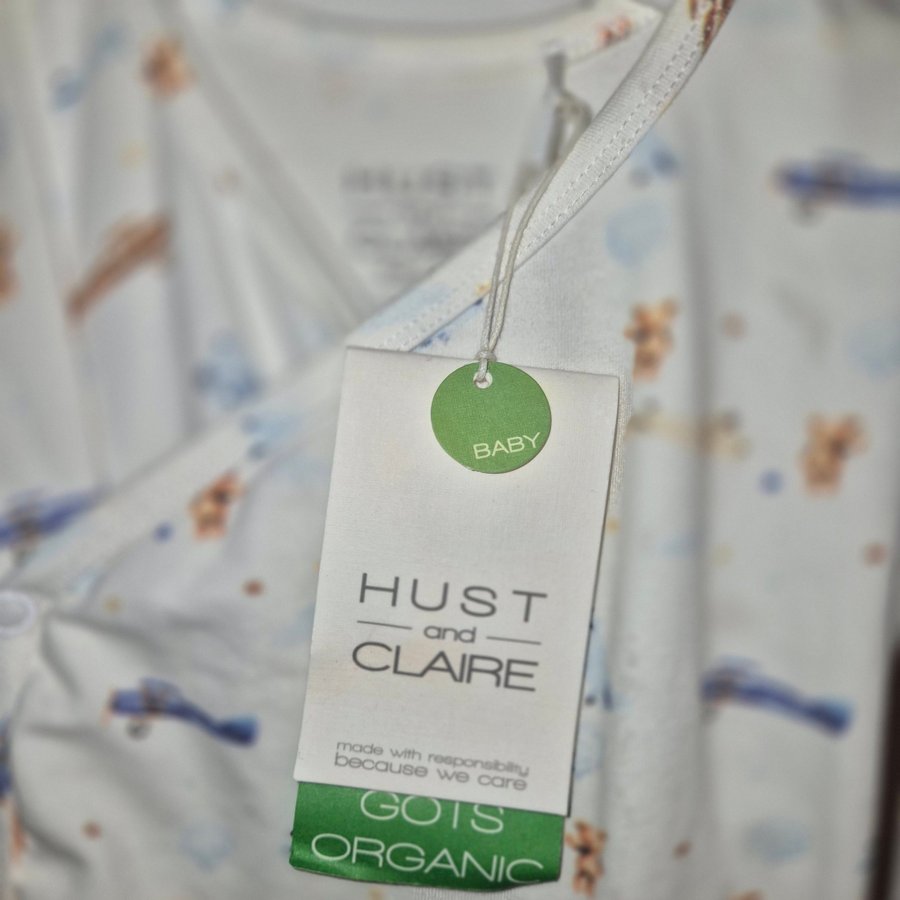 BABY
HUST
and
CLAIRE
made with responsibility
because we care
GOTS
ORGANIC